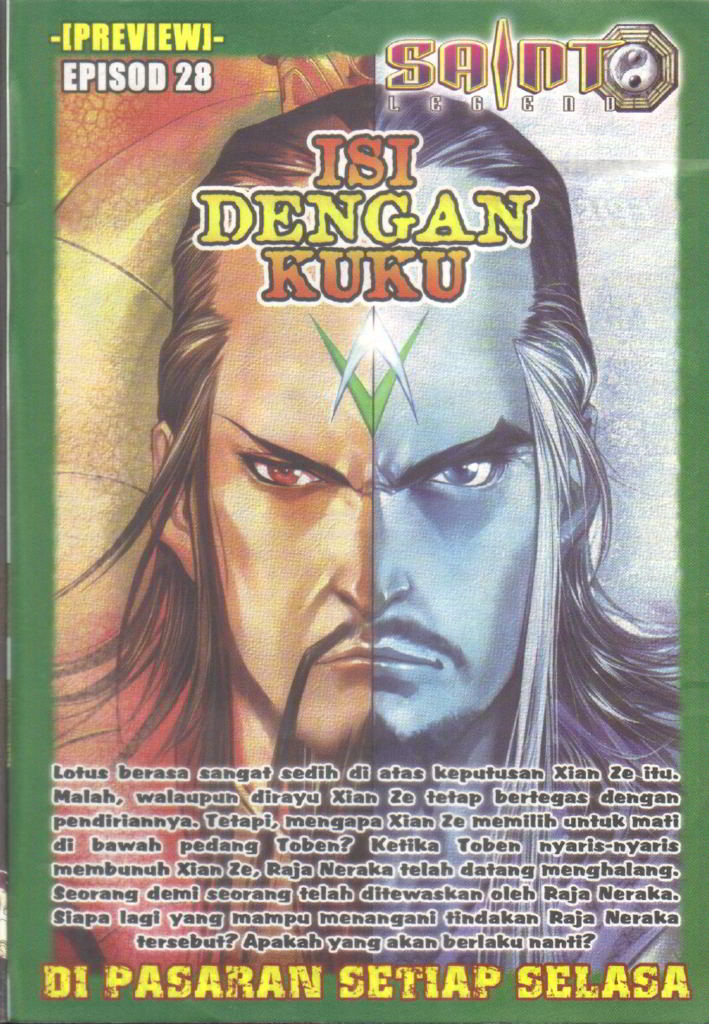 -[PREVIEW]-
EPISOD 28
SAINT
LEGEND
ISI
DENGAN
KUKU
Lotus berasa sangat sedih di atas keputusan Xian Ze itu.
Malah, walaupun dirayu Xian Ze tetap bertegas dengan
pendiriannya. Tetapi, mengapa Xian Ze memilih untuk mati
di bawah pedang Toben? Ketika Toben nyaris-nyaris
membunuh Xian Ze, Raja Neraka telah datang menghalang.
Seorang demi seorang telah ditewaskan oleh Raja Neraka.
Siapa lagi yang mampu menangani tindakan Raja Neraka
tersebut? Apakah yang akan berlaku nanti?
DI PASARAN SETIAP SELASA